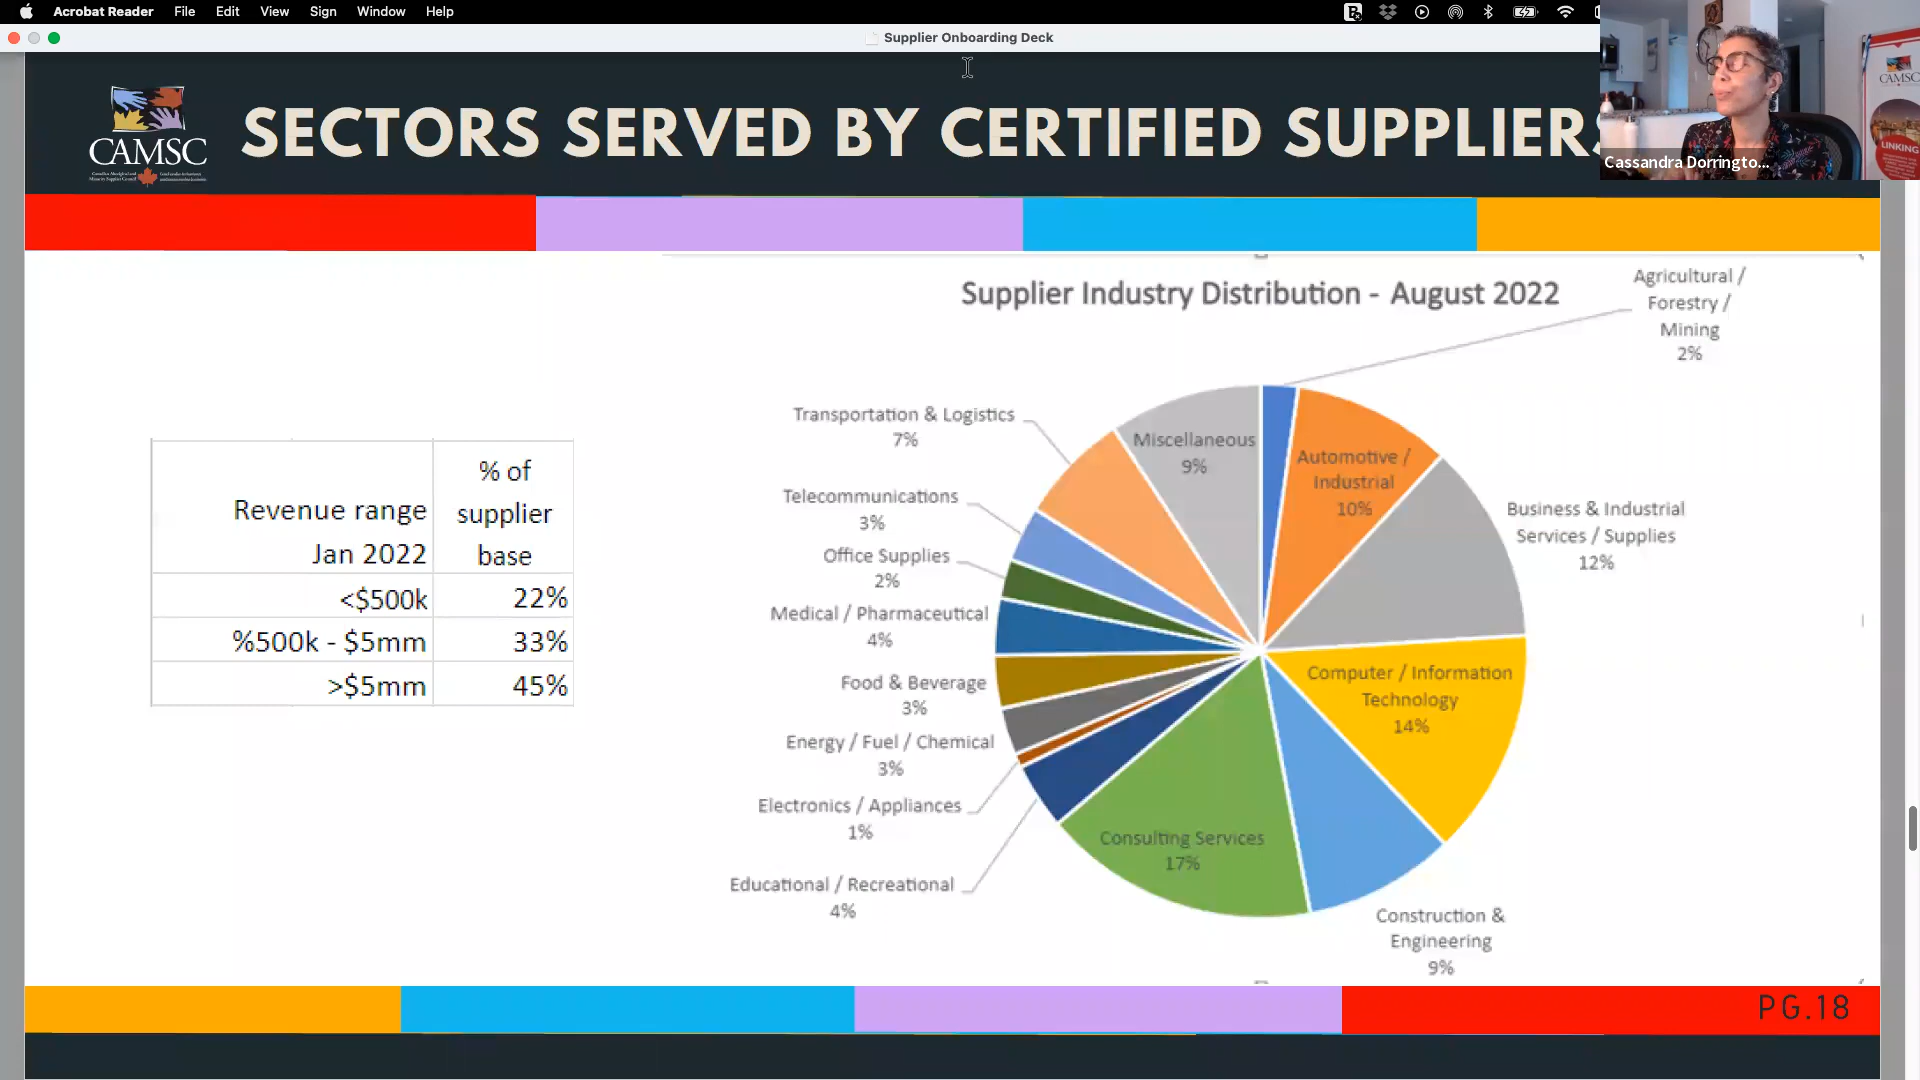 Acrobat Reader File Edit View Sign Window Help
Supplier Onboarding Deck
CAMSC
SECTORS SERVED BY CERTIFIED SUPPLIERS
CAMSC
LINKING
Cassandra Dorringto...
Supplier Industry Distribution - August 2022
Agricultural /
Forestry /
Mining
2%
Revenue range
Jan 2022
% of
supplier
base
<$500k 22%
%500k - $5mm 33%
>$5mm 45%
Transportation & Logistics
7%
Miscellaneous
9%
Automotive /
Industrial
10%
Telecommunications
3%
Business & Industrial
Services / Supplies
12%
Office Supplies
2%
Medical / Pharmaceutical
4%
Computer / Information
Technology
14%
Food & Beverage
3%
Energy / Fuel / Chemical
3%
Electronics / Appliances
1%
Consulting Services
17%
Educational / Recreational
4%
Construction &
Engineering
9%
PG.18